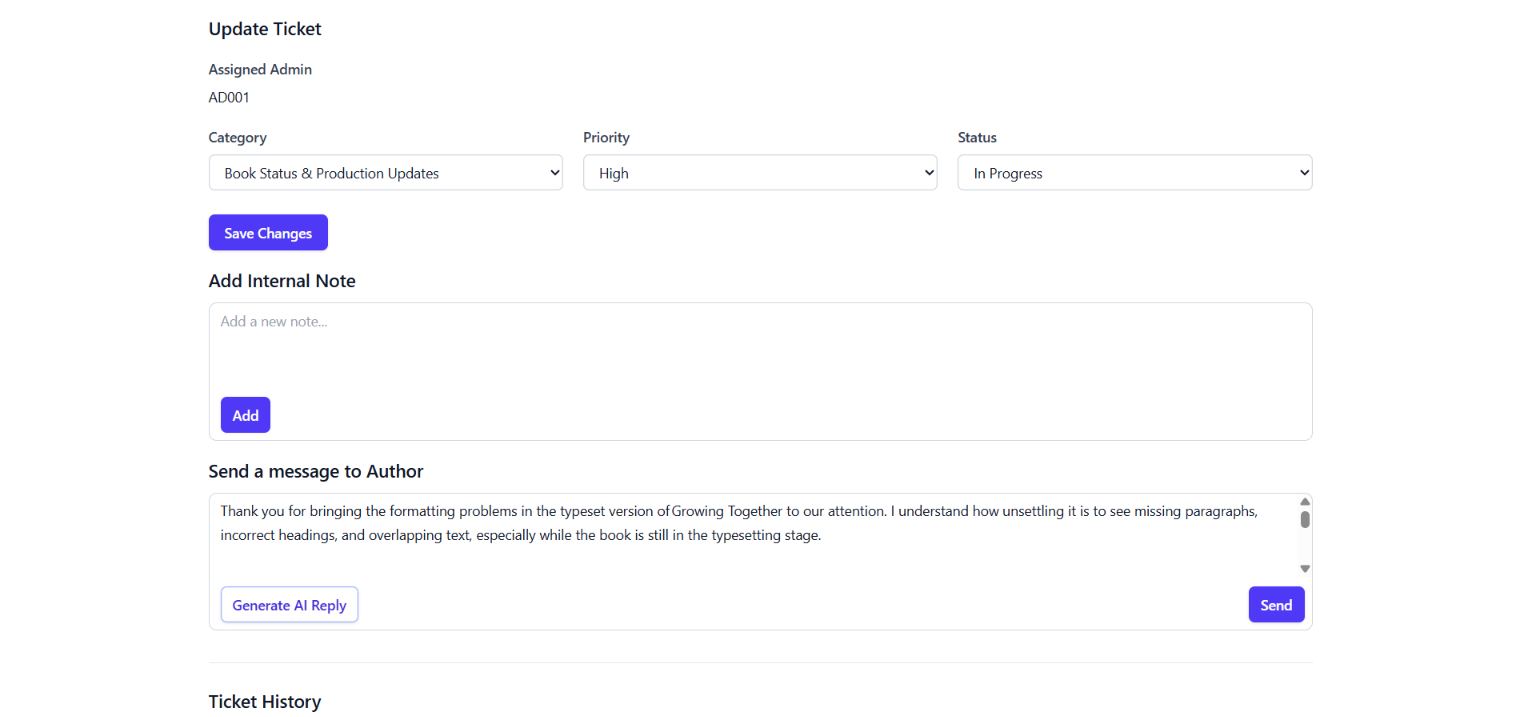 Update Ticket
Assigned Admin
AD001
Category
Priority
Status
Book Status & Production Updates
High
In Progress
Save Changes
Add Internal Note
Add a new note...
Add
Send a message to Author
Thank you for bringing the formatting problems in the typeset version of Growing Together to our attention. I understand how unsettling it is to see missing paragraphs,
incorrect headings, and overlapping text, especially while the book is still in the typesetting stage.
Generate AI Reply
Send
Ticket History